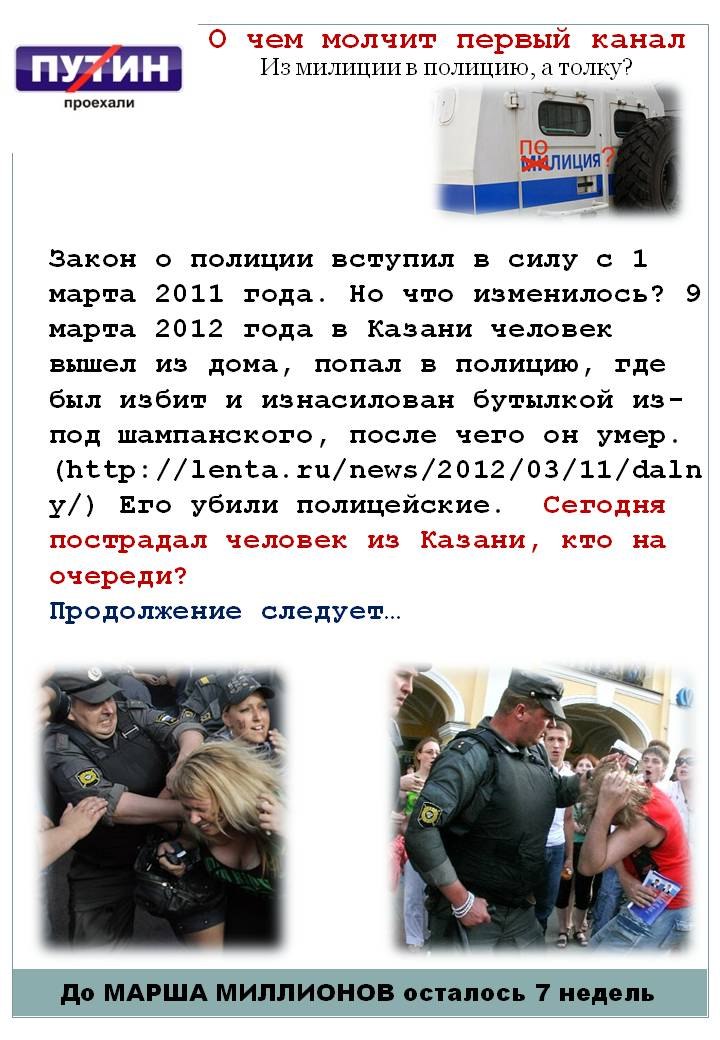 О чем молчит первый канал
Из милиции в полицию, а толку?
ПУТИН
проехали
ПО
МИЛИЦИЯ?
Закон о полиции вступил в силу с 1
марта 2011 года. Но что изменилось? 9
марта 2012 года в Казани человек
вышел из дома, попал в полицию, где
был избит и изнасилован бутылкой из-
под шампанского, после чего он умер.
(http://lenta.ru/news/2012/03/11/daln
y/) Его убили полицейские. Сегодня
пострадал человек из Казани, кто на
очереди?
Продолжение следует…
До МАРША МИЛЛИОНОВ осталось 7 недель